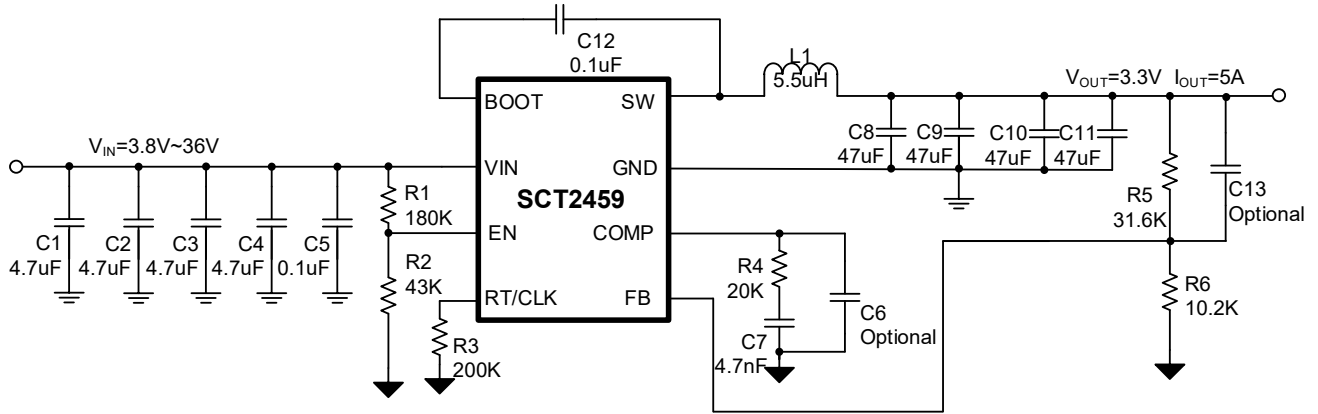 C12
0.1uF
L1
5.5uH
V_OUT=3.3V I_OUT=5A
BOOT
SW
C8
47uF
C9
47uF
C10
47uF
C11
47uF
V_IN=3.8V~36V
VIN
GND
SCT2459
R1
180K
R5
31.6K
C13
Optional
EN
COMP
C1
4.7uF
C2
4.7uF
C3
4.7uF
C4
4.7uF
C5
0.1uF
R2
43K
R4
20K
RT/CLK
FB
C6
Optional
R6
10.2K
R3
200K
C7
4.7nF